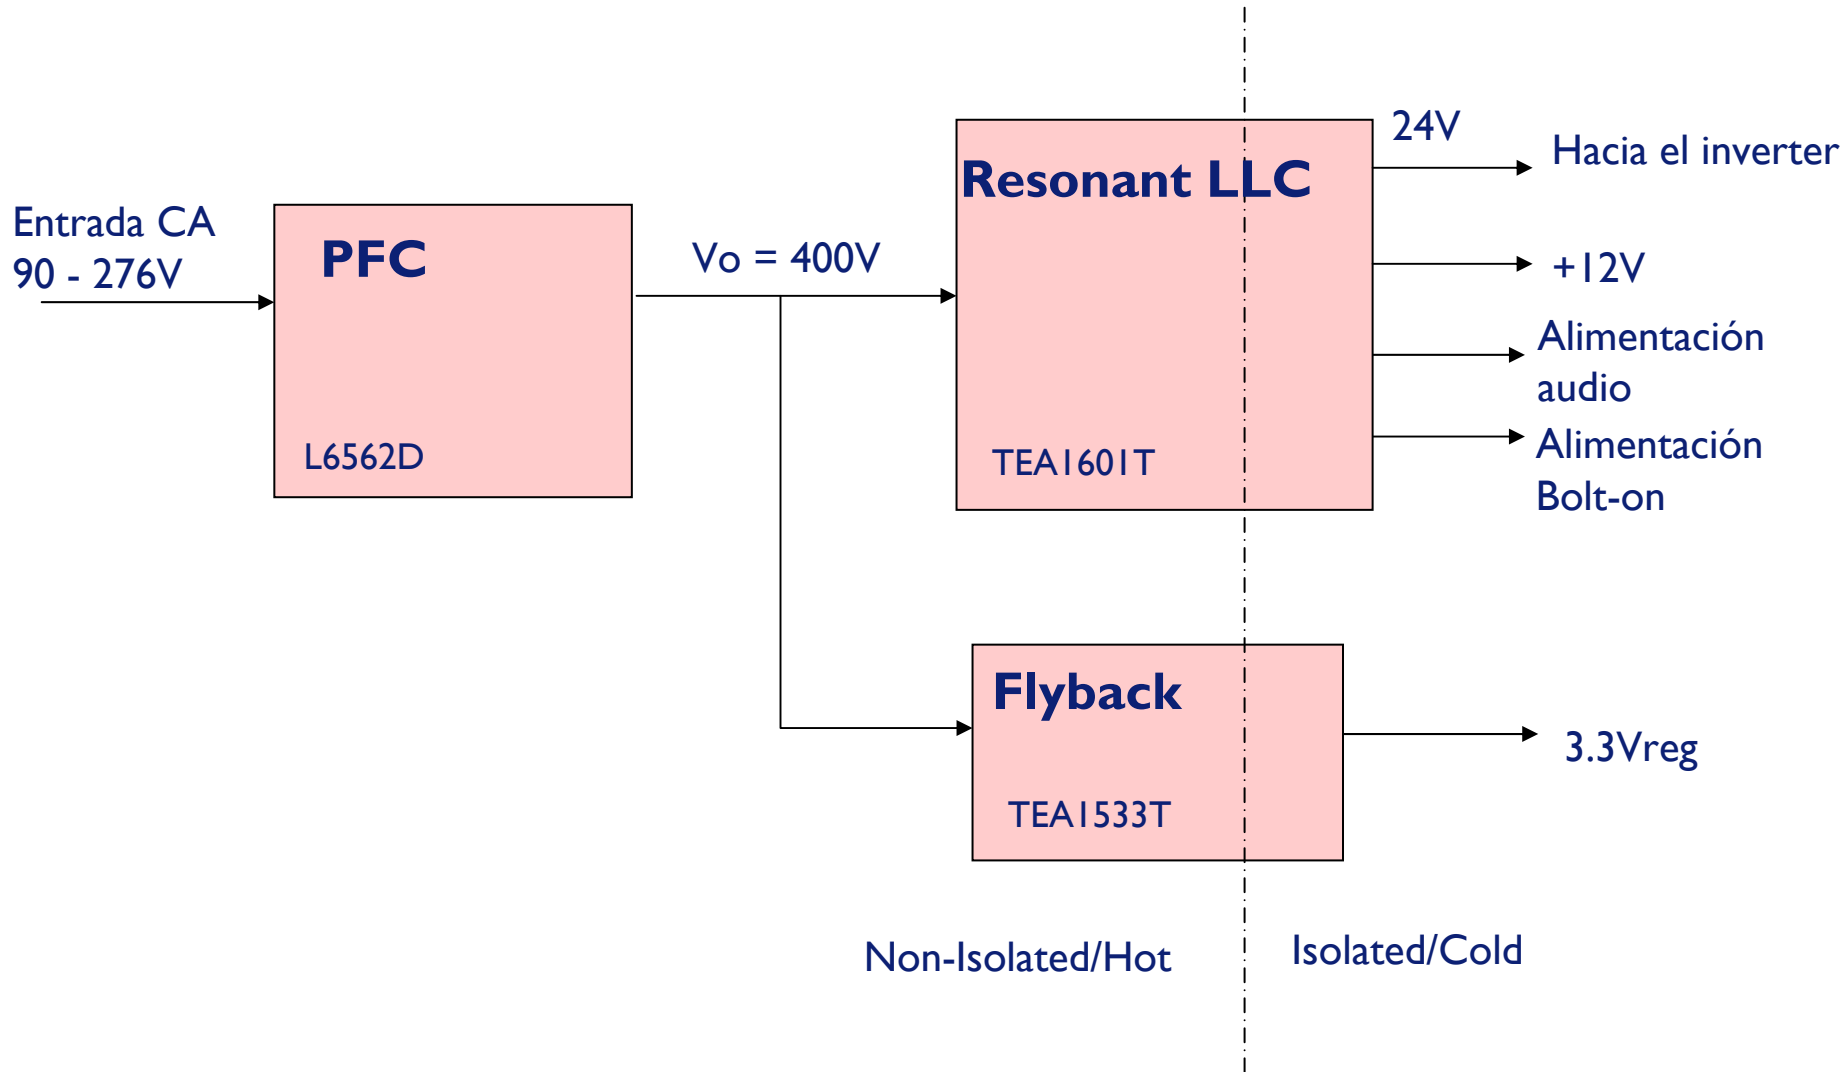 Entrada CA
90 - 276V
PFC
L6562D
Vo = 400V
Resonant LLC
TEA1601T
24V
Hacia el inverter
+12V
Alimentación
audio
Alimentación
Bolt-on
Flyback
TEA1533T
3.3Vreg
Non-Isolated/Hot
Isolated/Cold